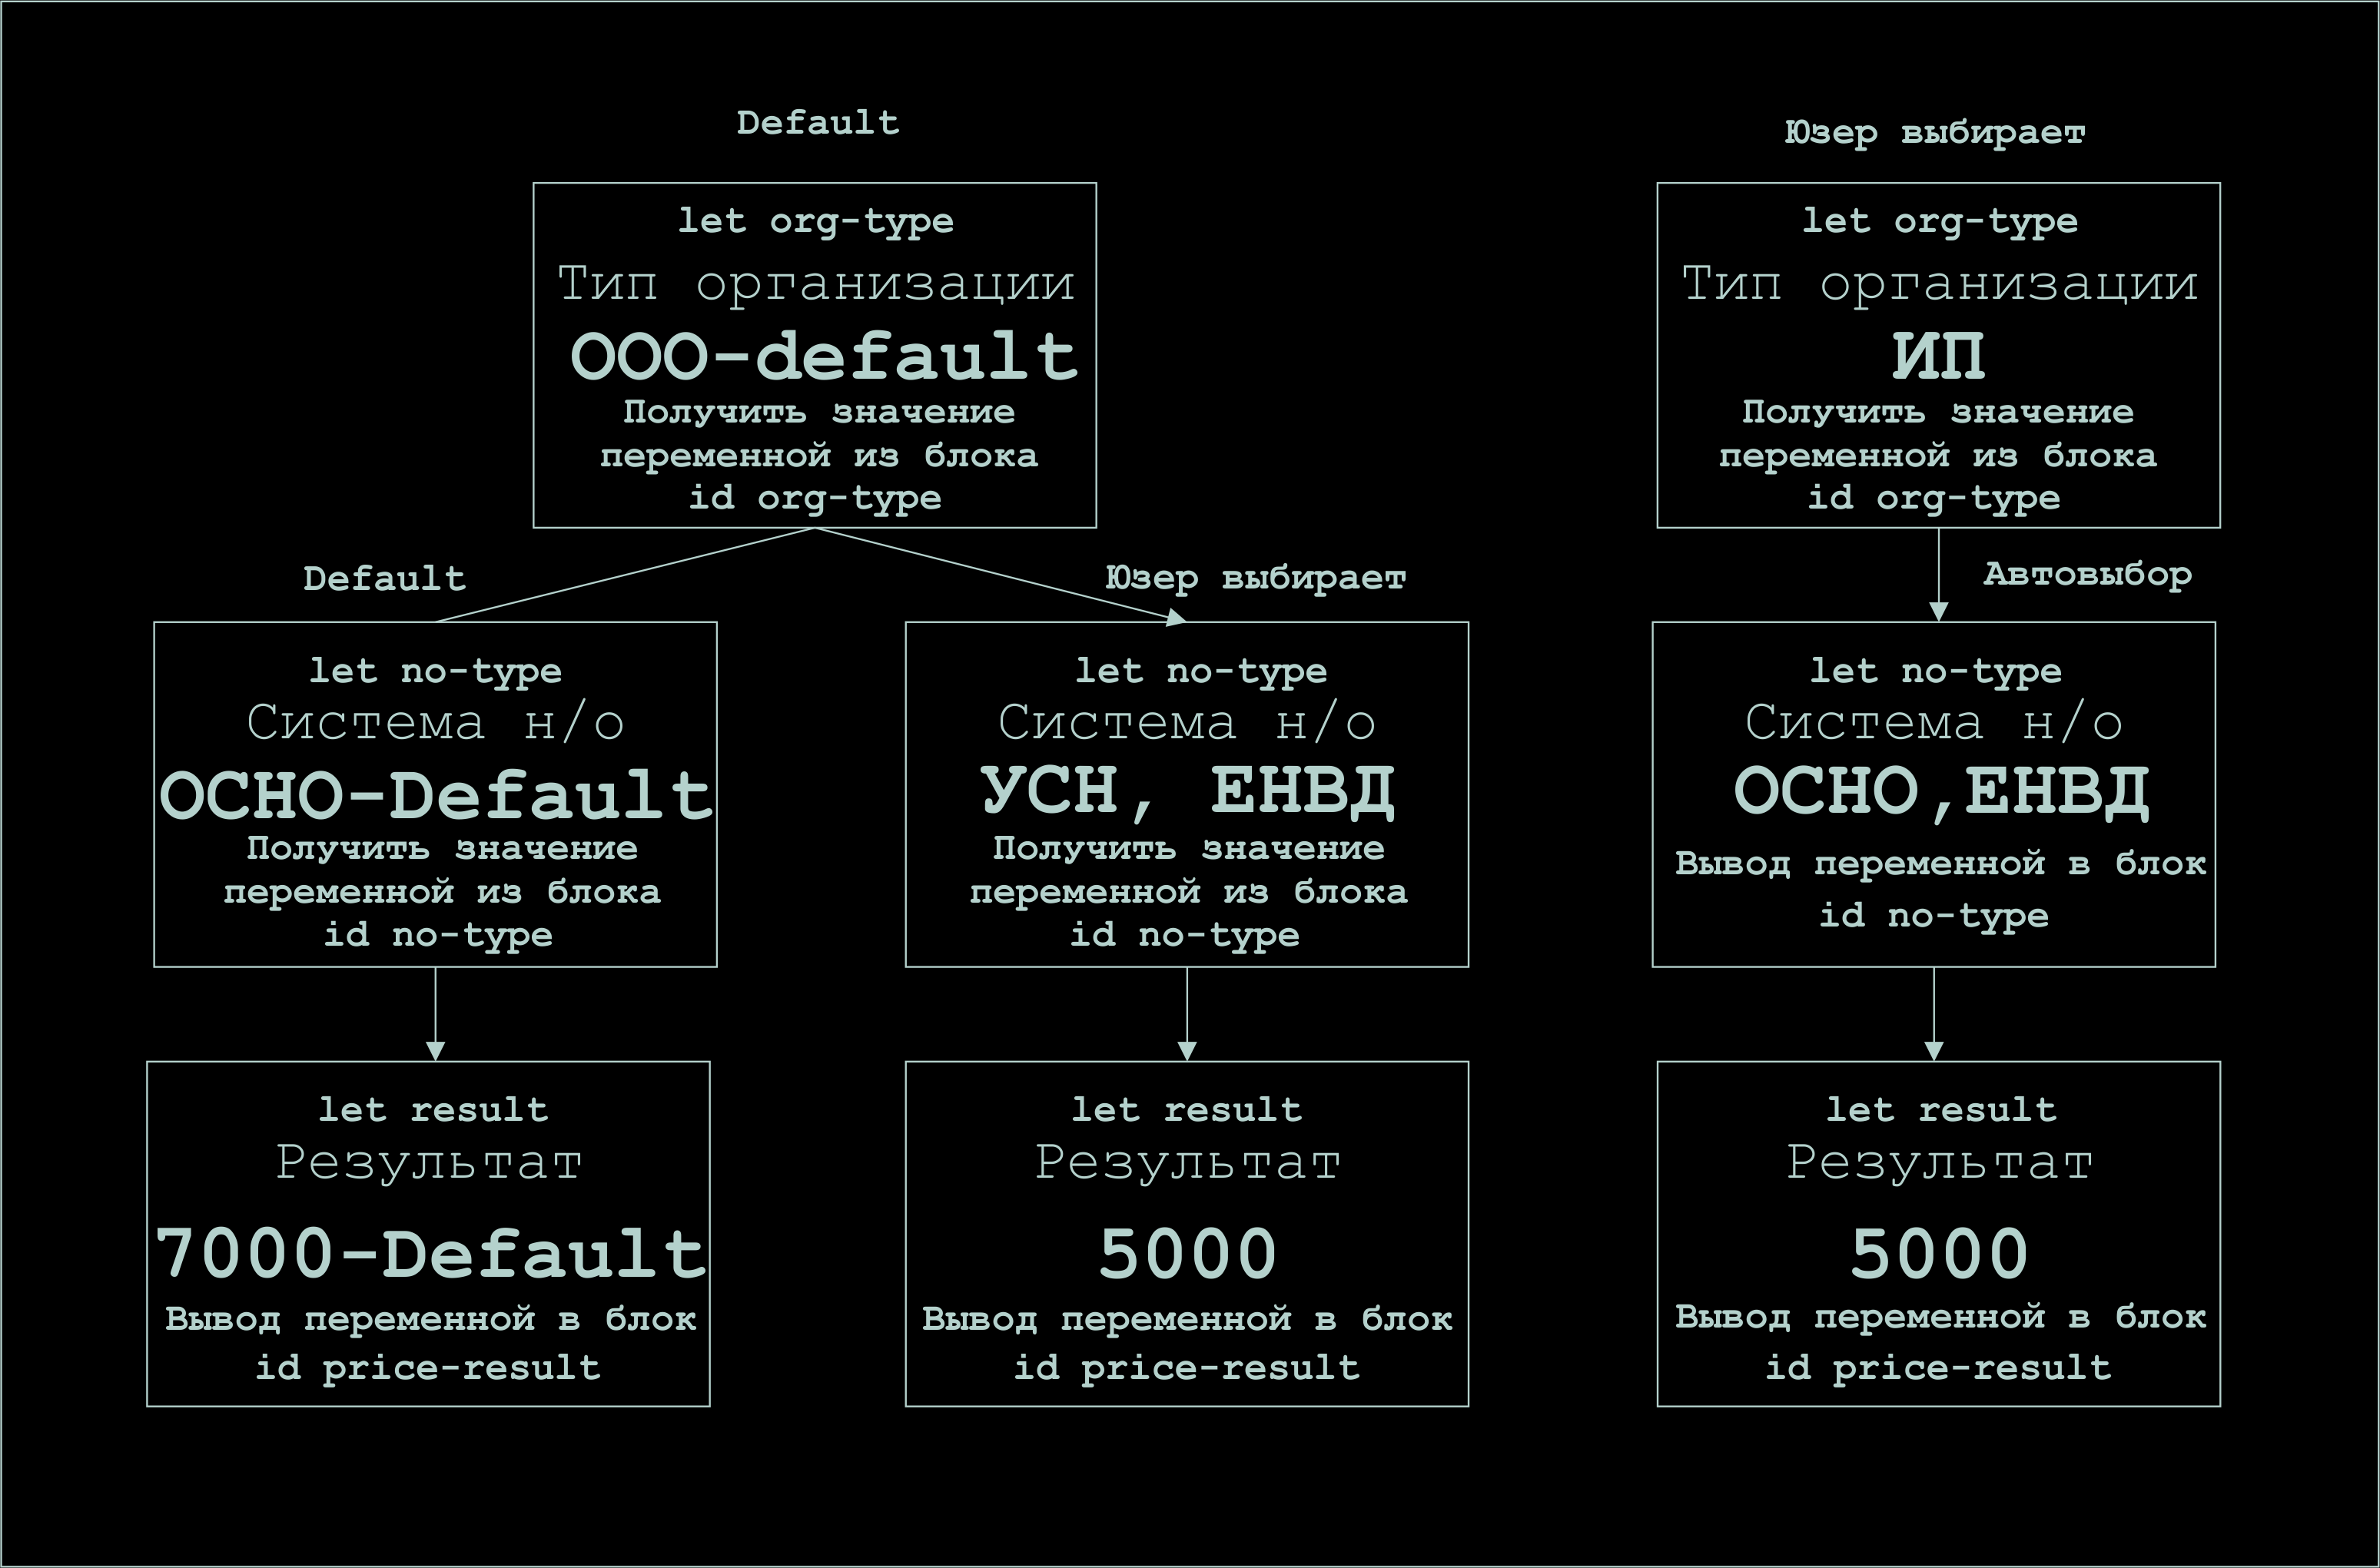 Default
let org-type
Тип организации
ООО-default
Получить значение
переменной из блока
id org-type
Юзер выбирает
let org-type
Тип организации
ИП
Получить значение
переменной из блока
id org-type
Default
let no-type
Система н/о
ОСНО-Default
Получить значение
переменной из блока
id no-type
Юзер выбирает
let no-type
Система н/о
УСН, ЕНВД
Получить значение
переменной из блока
id no-type
Автовыбор
let no-type
Система н/о
ОСНО,ЕНВД
Вывод переменной в блок
id no-type
let result
Результат
7000-Default
Вывод переменной в блок
id price-result
let result
Результат
5000
Вывод переменной в блок
id price-result
let result
Результат
5000
Вывод переменной в блок
id price-result